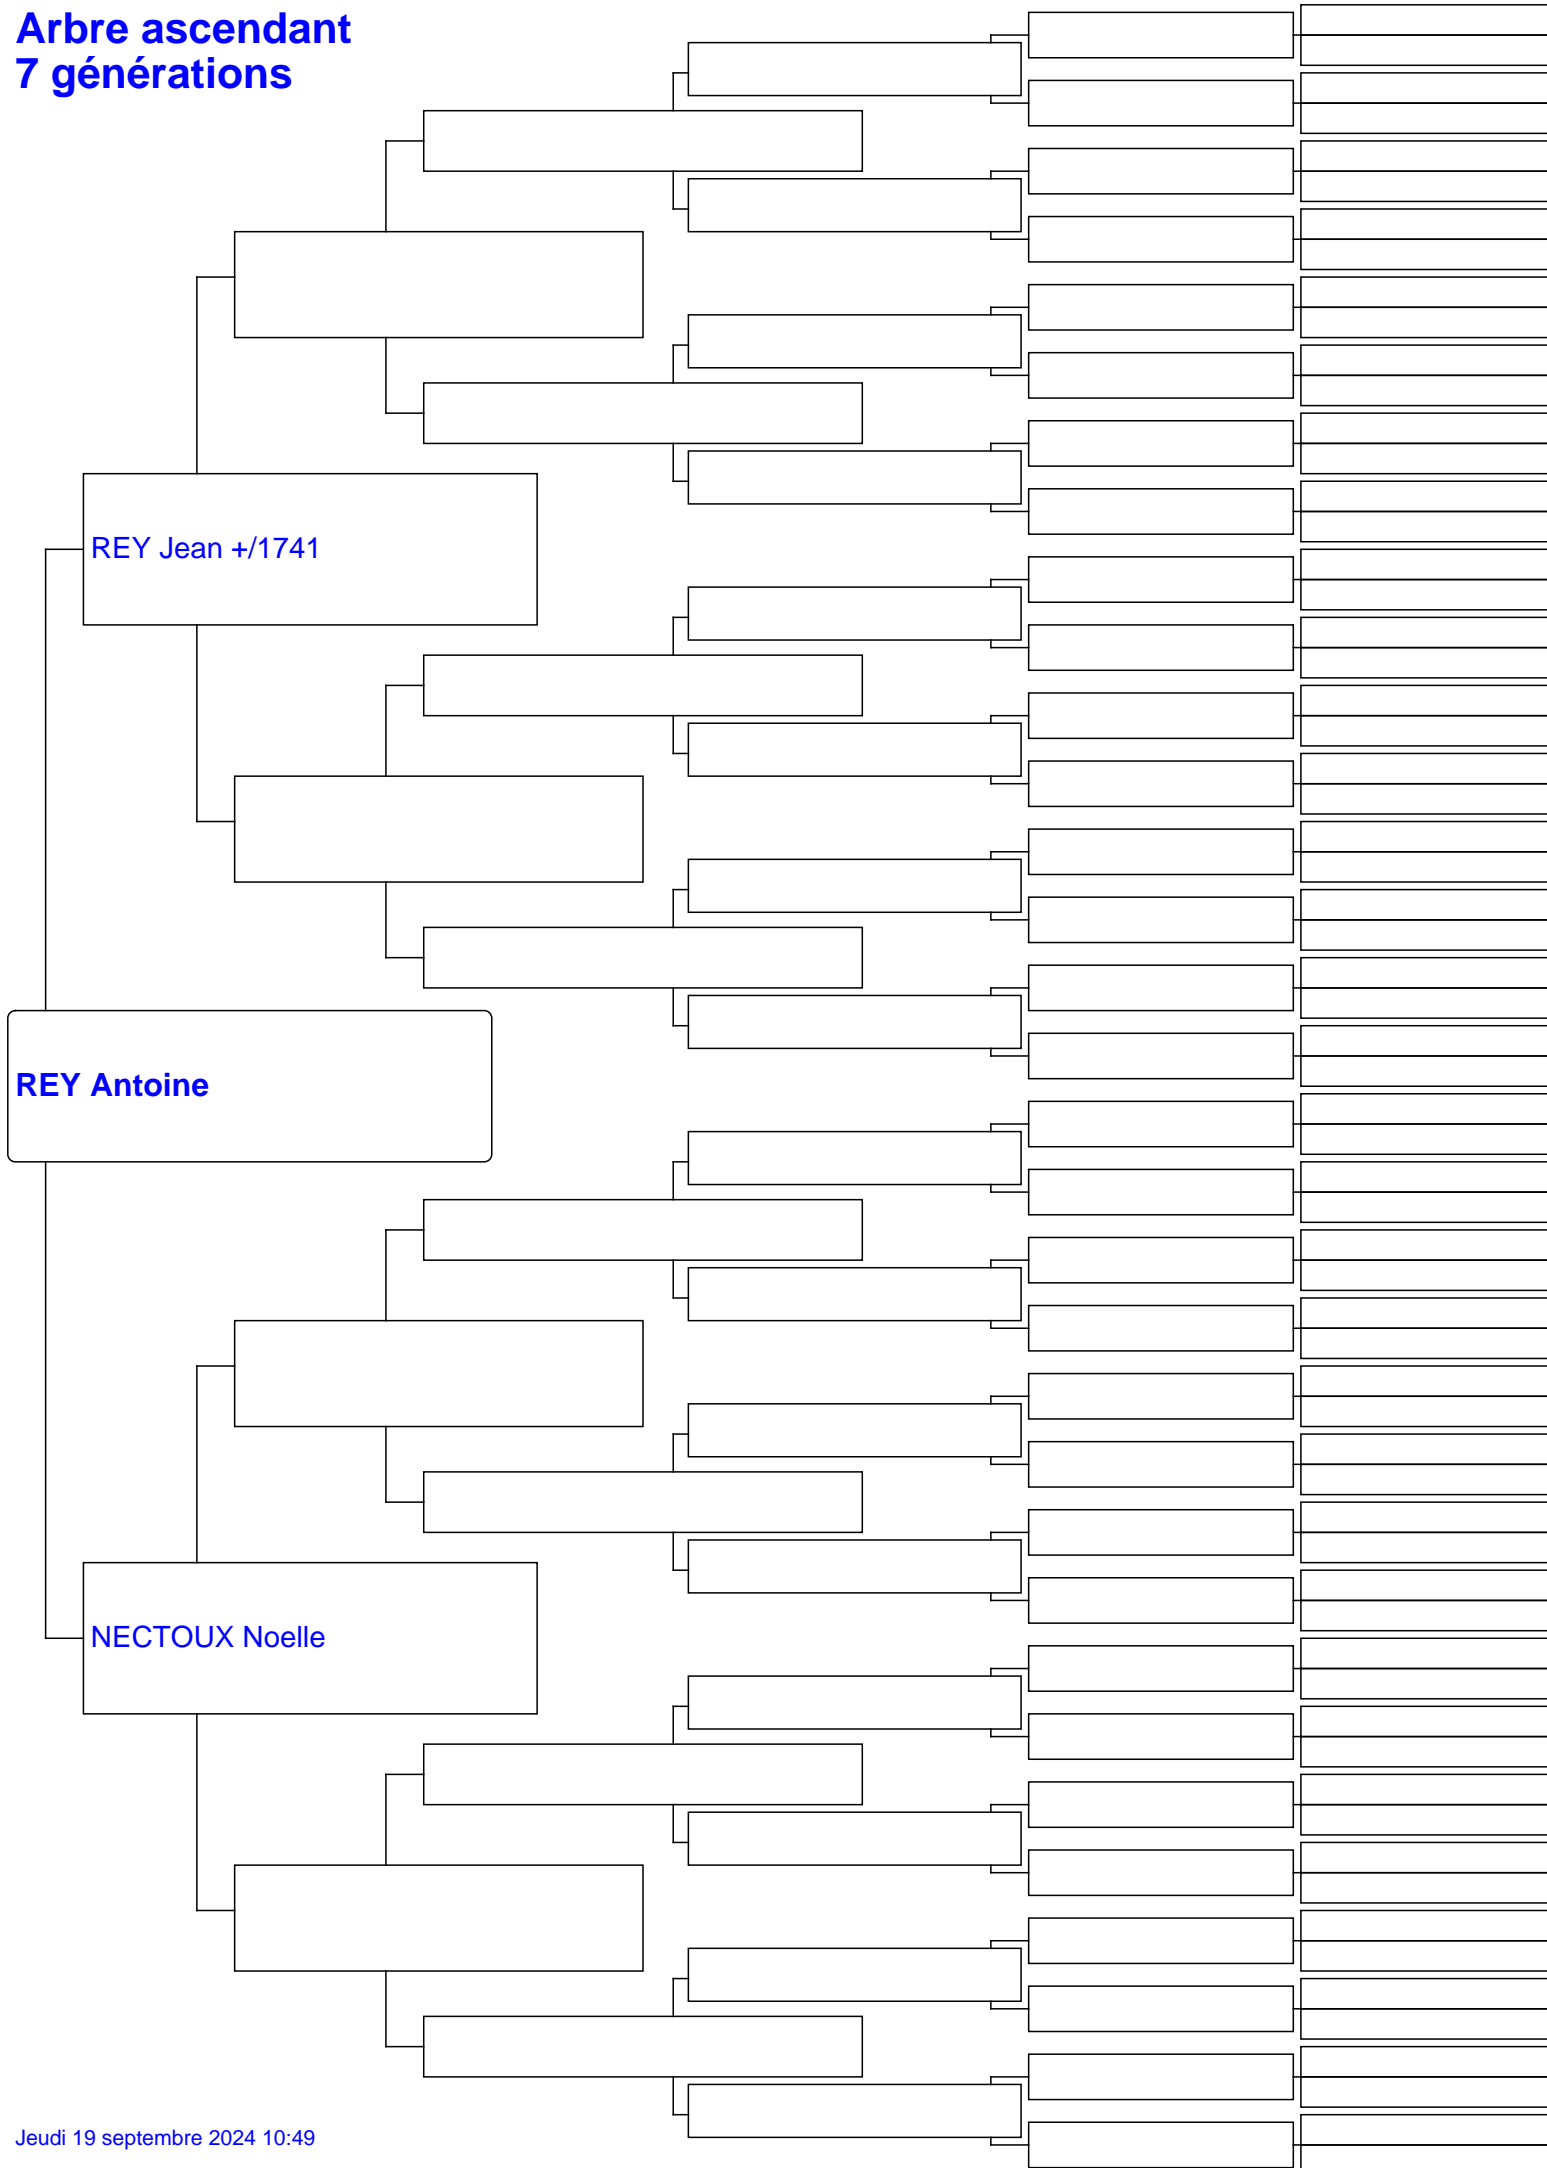 Arbre ascendant
7 générations
REY Jean +/1741
REY Antoine
NECTOUX Noelle
Jeudi 19 septembre 2024 10:49